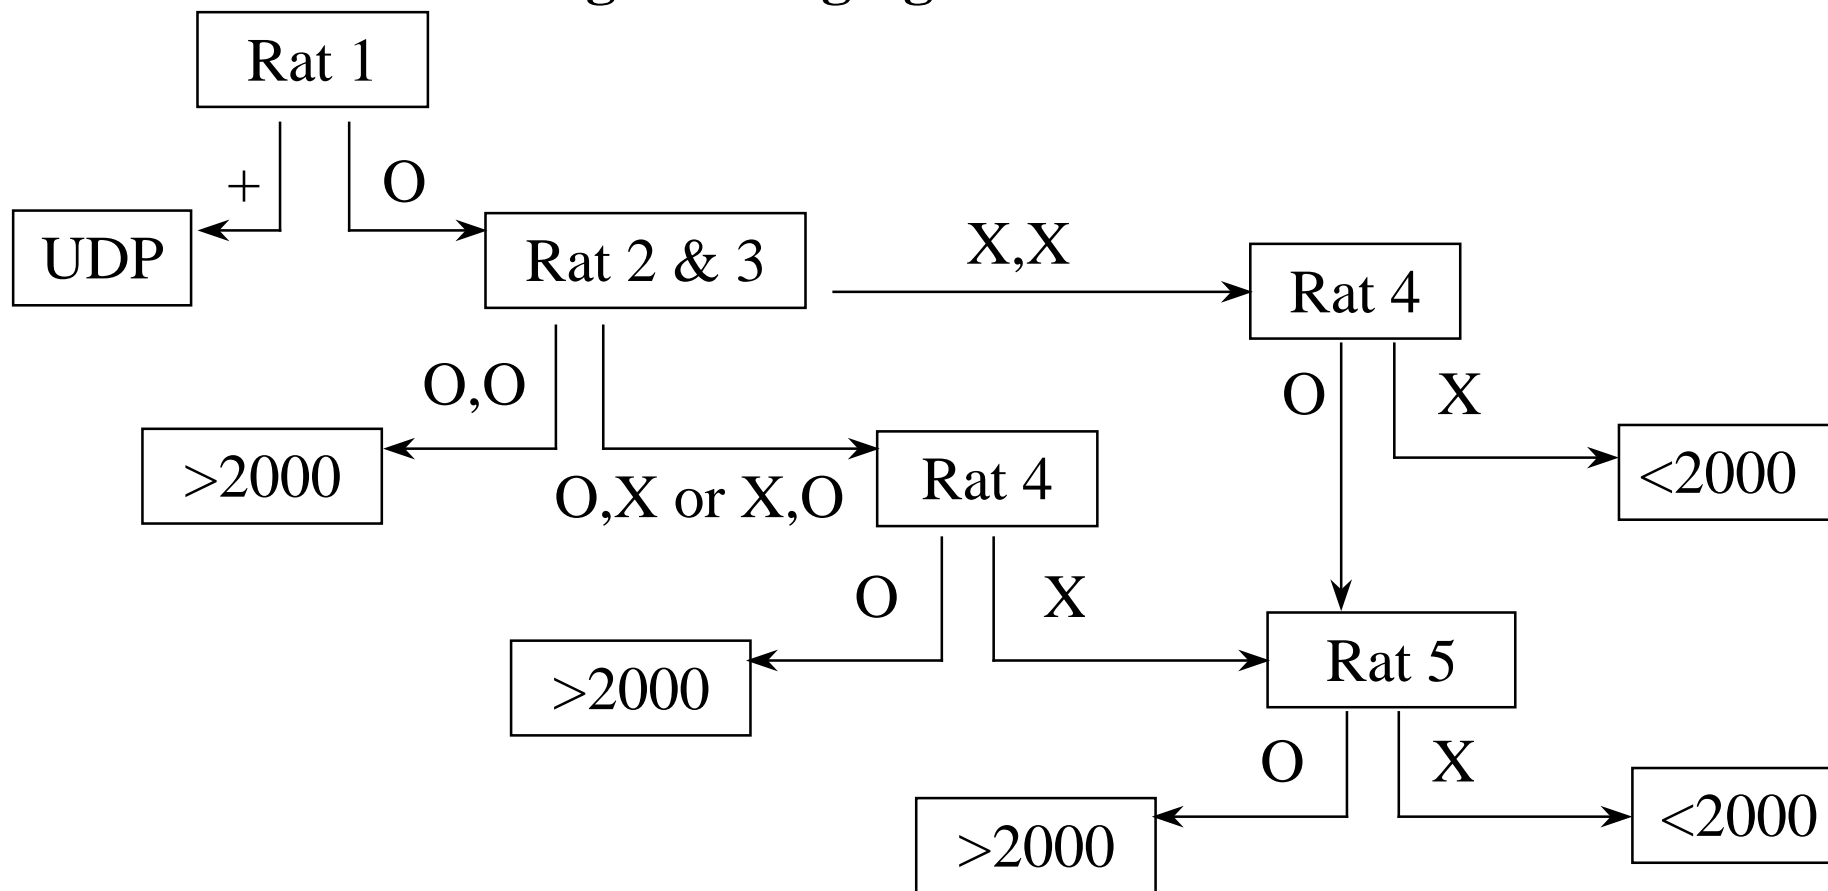 Rat 1
+
O
UDP
Rat 2 & 3
X,X
Rat 4
O,O
O
X
>2000
O,X or X,O
Rat 4
<2000
O
X
>2000
Rat 5
O
X
>2000
<2000